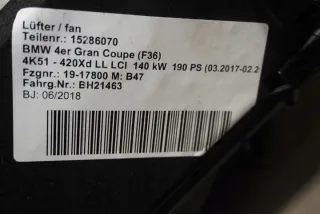 Lüfter / fan
Teilenr.: 15286070
BMW 4er Gran Coupe (F36)
4K51 - 420Xd LL LCI 140 kW 190 PS (03.2017-02.2
Fzgnr.: 19-17800 M: B47
Fahrg.Nr.: BH21463
BJ: 06/2018